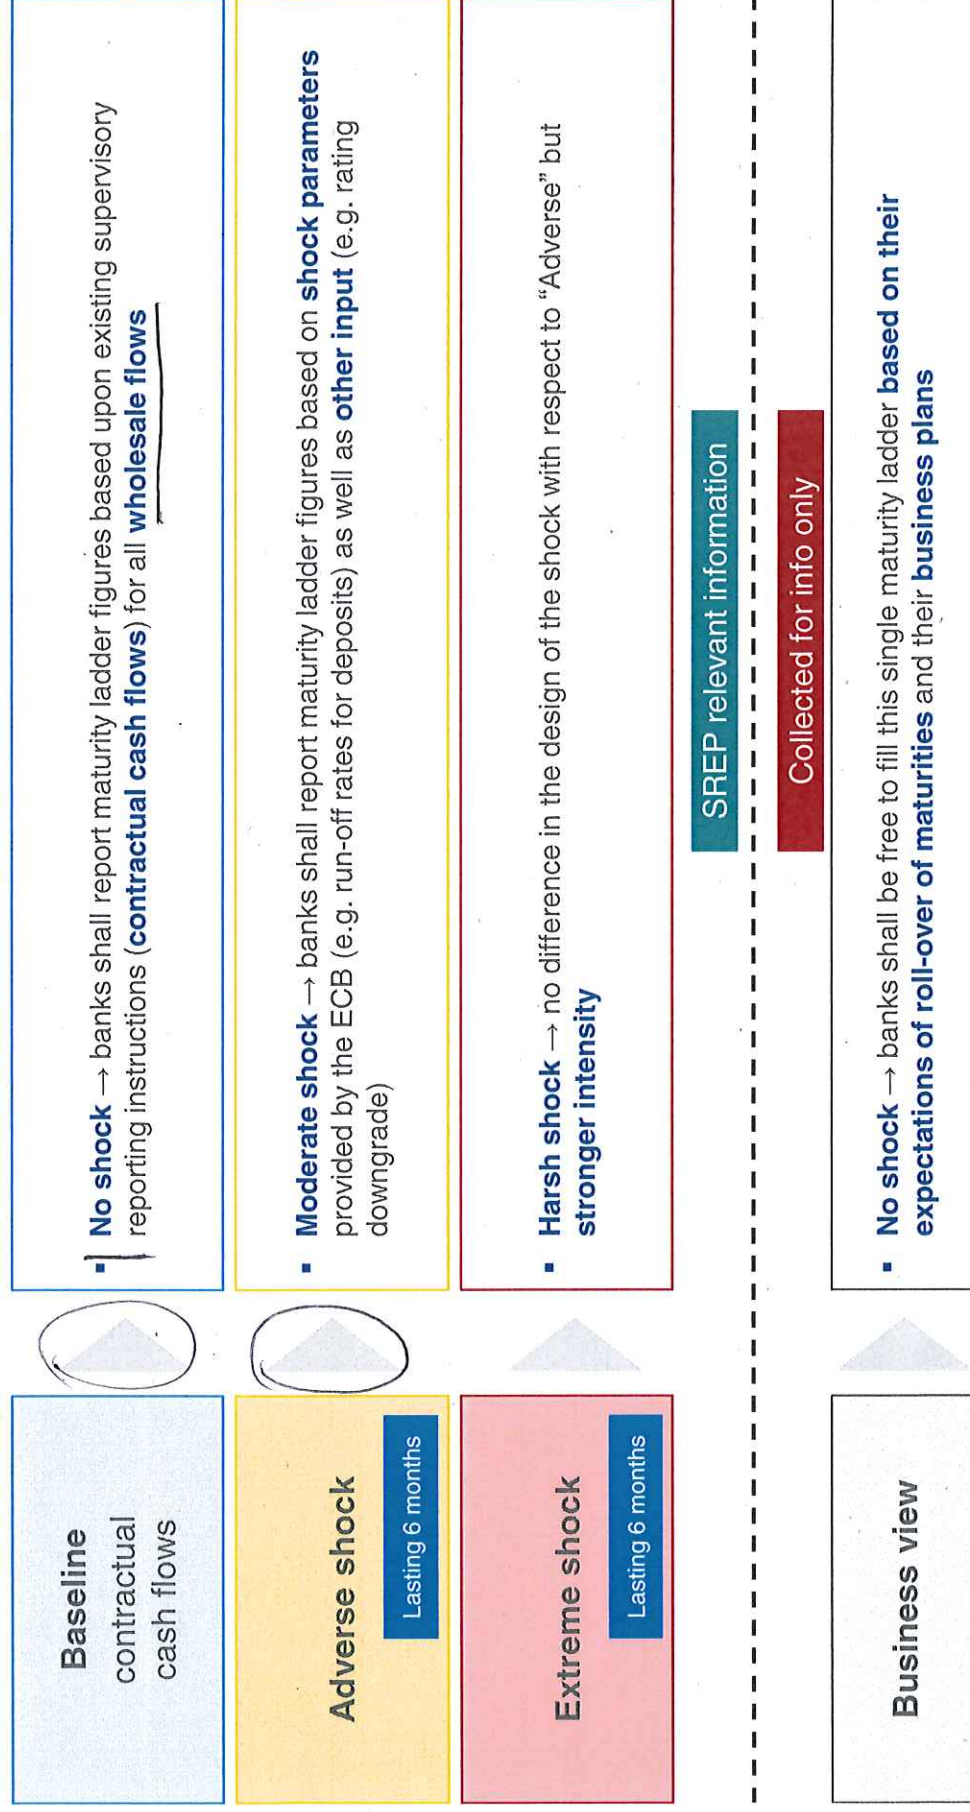 Baseline
contractual
cash flows
▪ No shock → banks shall report maturity ladder figures based upon existing supervisory
reporting instructions (contractual cash flows) for all wholesale flows
Adverse shock
Lasting 6 months
▪ Moderate shock → banks shall report maturity ladder figures based on shock parameters
provided by the ECB (e.g. run-off rates for deposits) as well as other input (e.g. rating
downgrade)
Extreme shock
Lasting 6 months
▪ Harsh shock → no difference in the design of the shock with respect to “Adverse” but
stronger intensity
SREP relevant information
Collected for info only
Business view
▪ No shock → banks shall be free to fill this single maturity ladder based on their
expectations of roll-over of maturities and their business plans